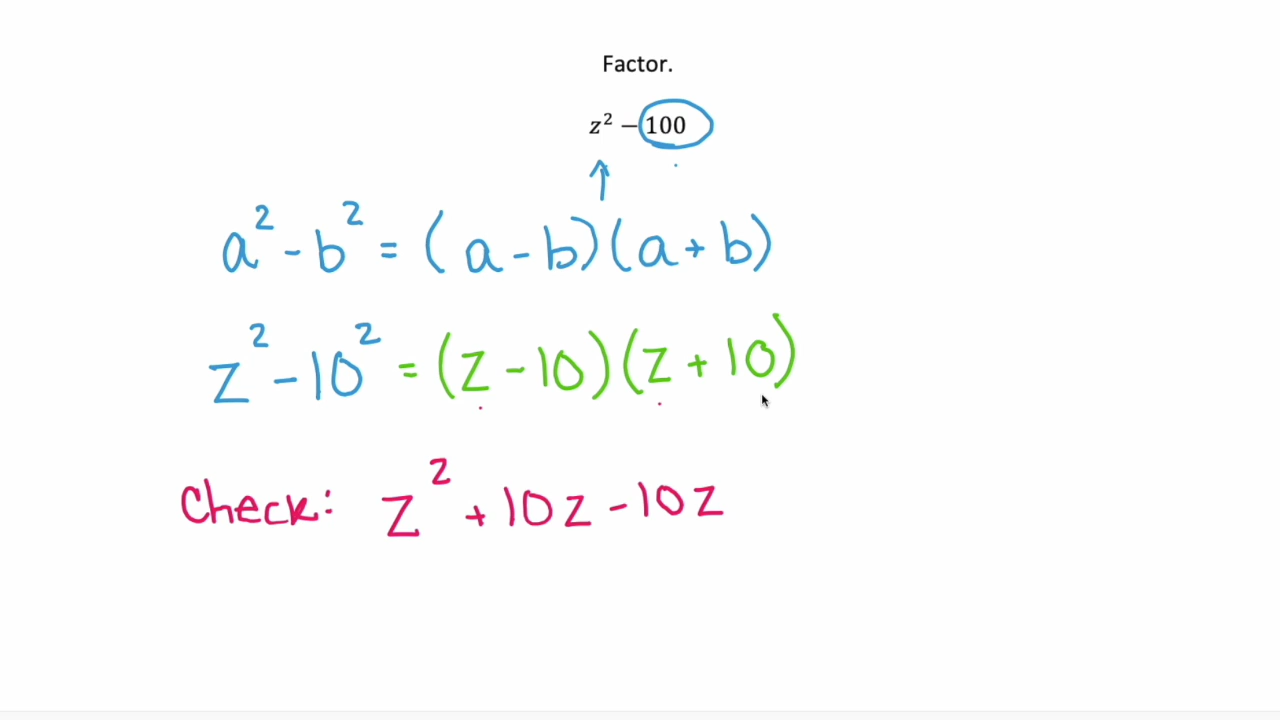 Factor.
z² − 100
a² - b² = (a - b)(a + b)
z² - 10² = (z - 10)(z + 10)
Check: z² + 10z - 10z